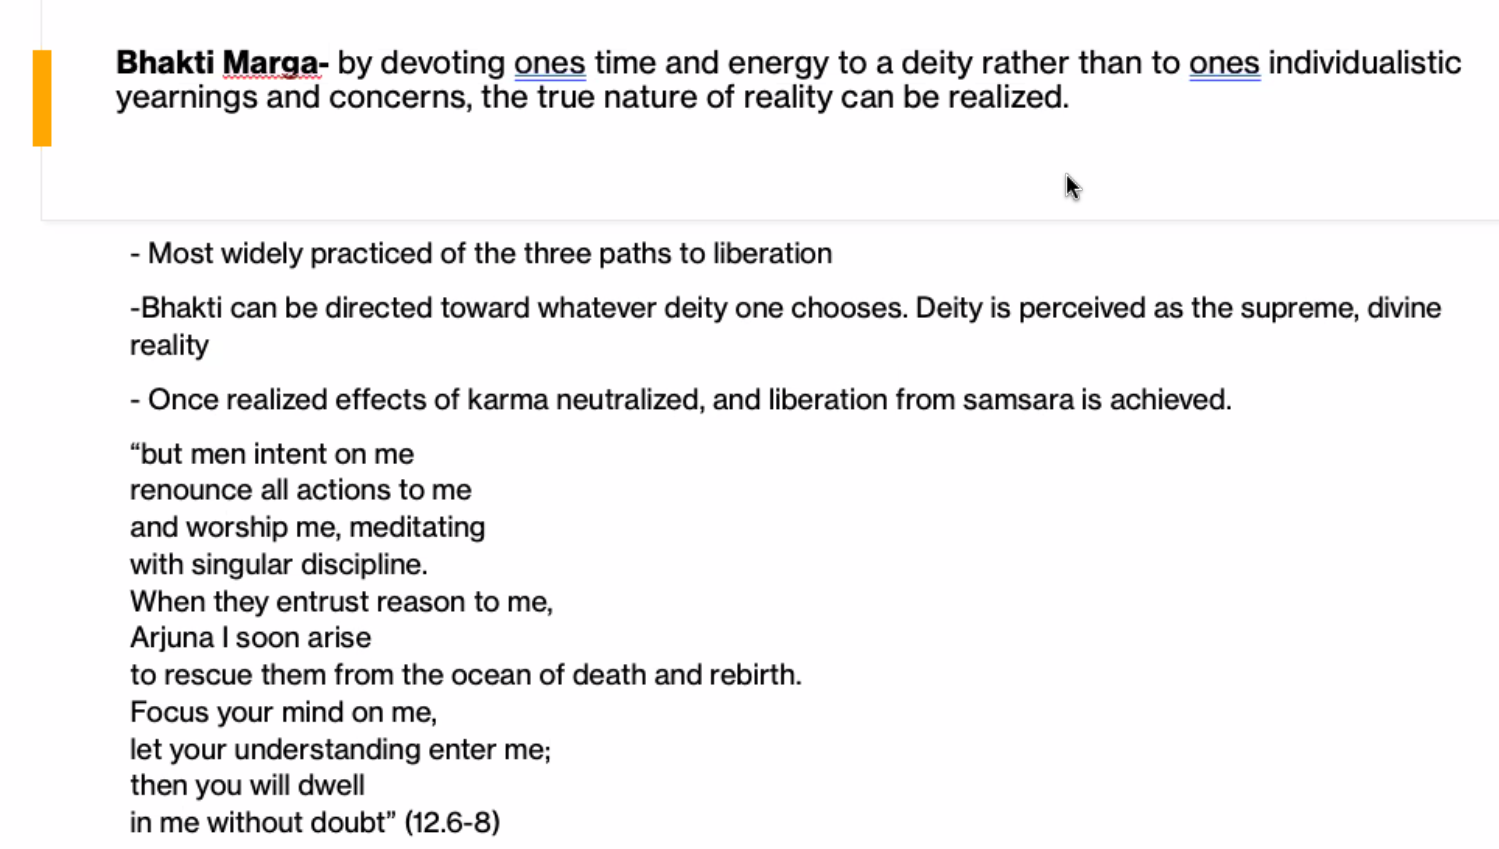 Bhakti Marga- by devoting ones time and energy to a deity rather than to ones individualistic
yearnings and concerns, the true nature of reality can be realized.
- Most widely practiced of the three paths to liberation
-Bhakti can be directed toward whatever deity one chooses. Deity is perceived as the supreme, divine
reality
- Once realized effects of karma neutralized, and liberation from samsara is achieved.
“but men intent on me
renounce all actions to me
and worship me, meditating
with singular discipline.
When they entrust reason to me,
Arjuna I soon arise
to rescue them from the ocean of death and rebirth.
Focus your mind on me,
let your understanding enter me;
then you will dwell
in me without doubt” (12.6-8)